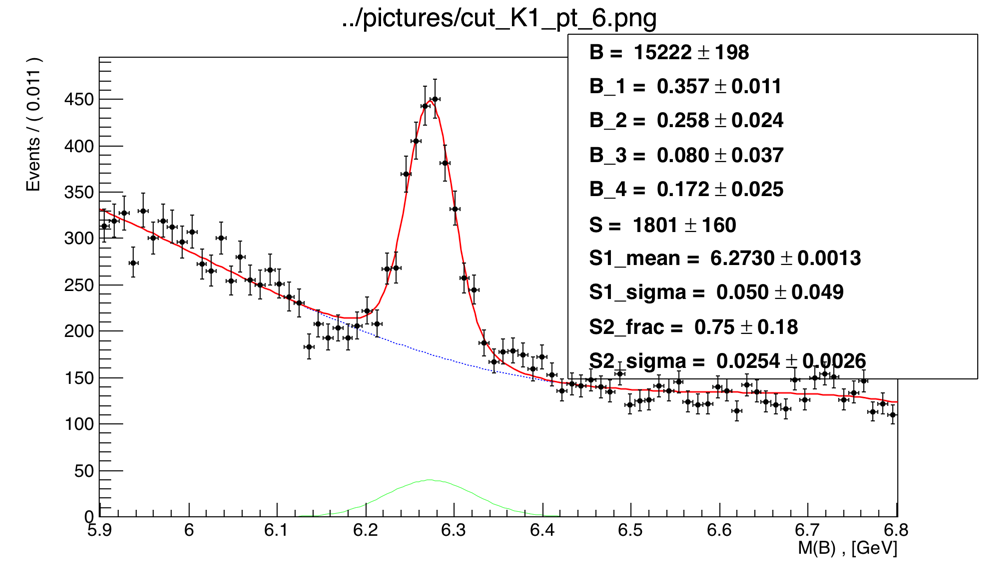 ../pictures/cut_K1_pt_6.png
Events / ( 0.011 )
450
400
350
300
250
200
150
100
50
0
5.9 6 6.1 6.2 6.3 6.4 6.5 6.6 6.7 6.8
M(B) , [GeV]
B = 15222 ± 198
B_1 = 0.357 ± 0.011
B_2 = 0.258 ± 0.024
B_3 = 0.080 ± 0.037
B_4 = 0.172 ± 0.025
S = 1801 ± 160
S1_mean = 6.2730 ± 0.0013
S1_sigma = 0.050 ± 0.049
S2_frac = 0.75 ± 0.18
S2_sigma = 0.0254 ± 0.0026